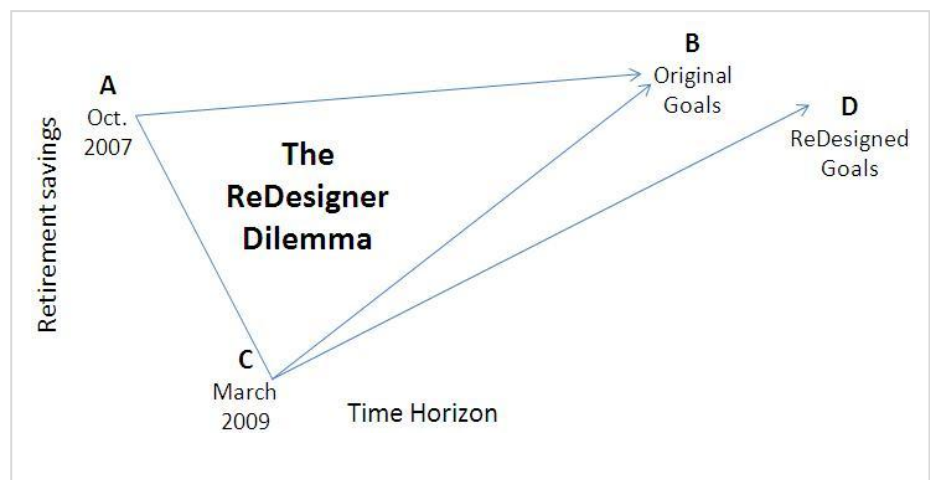 A
Oct.
2007
Retirement savings
The
ReDesigner
Dilemma
B
Original
Goals
D
ReDesigned
Goals
C
March
2009
Time Horizon